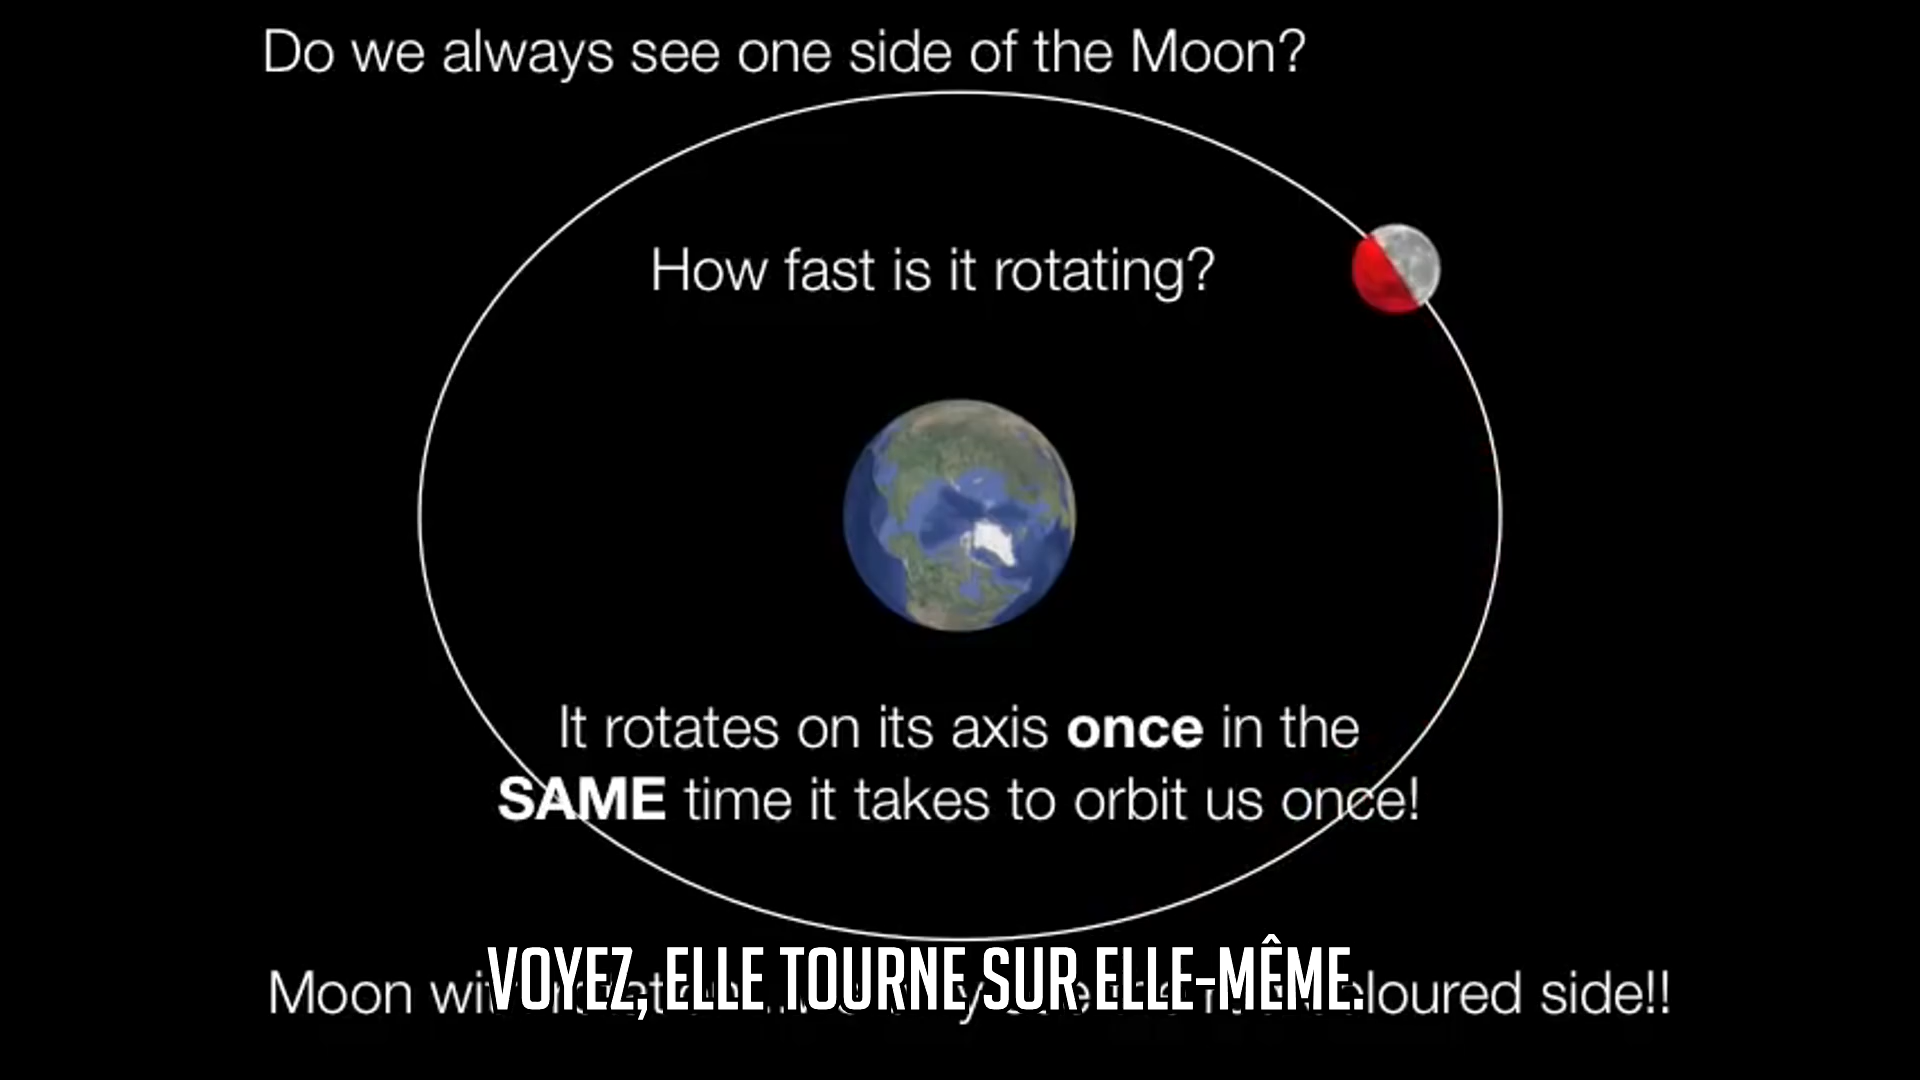 Do we always see one side of the Moon?
How fast is it rotating?
It rotates on its axis once in the
SAME time it takes to orbit us once!
VOYEZ, ELLE TOURNE SUR ELLE-MÊME.
Moon side!!